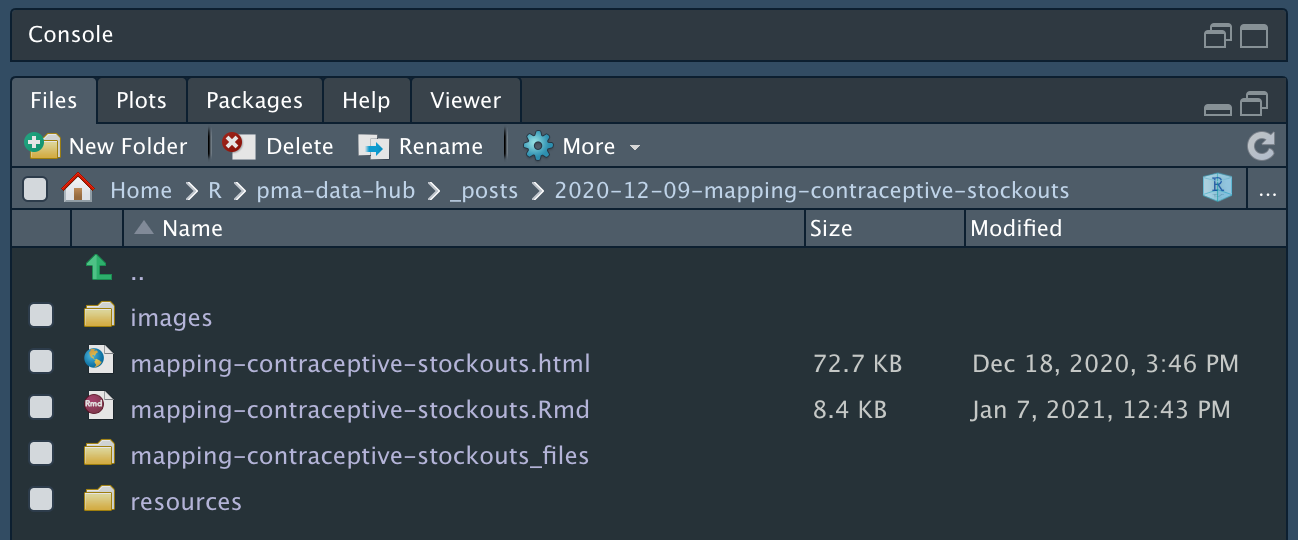 Console
Files Plots Packages Help Viewer
New Folder Delete Rename More
Home R pma-data-hub _posts 2020-12-09-mapping-contraceptive-stockouts R ...
Name Size Modified
..
images
mapping-contraceptive-stockouts.html 72.7 KB Dec 18, 2020, 3:46 PM
Rmd mapping-contraceptive-stockouts.Rmd 8.4 KB Jan 7, 2021, 12:43 PM
mapping-contraceptive-stockouts_files
resources